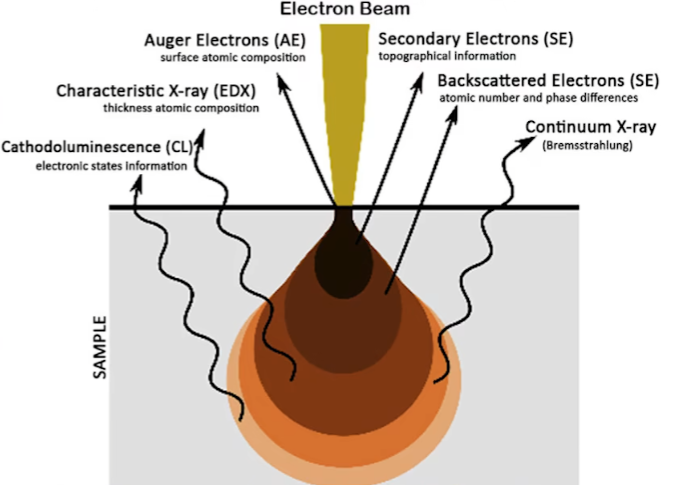 Electron Beam
Auger Electrons (AE)
surface atomic composition
Secondary Electrons (SE)
topographical information
Characteristic X-ray (EDX)
thickness atomic composition
Backscattered Electrons (SE)
atomic number and phase differences
Cathodoluminescence (CL)
electronic states information
Continuum X-ray
(Bremsstrahlung)
SAMPLE